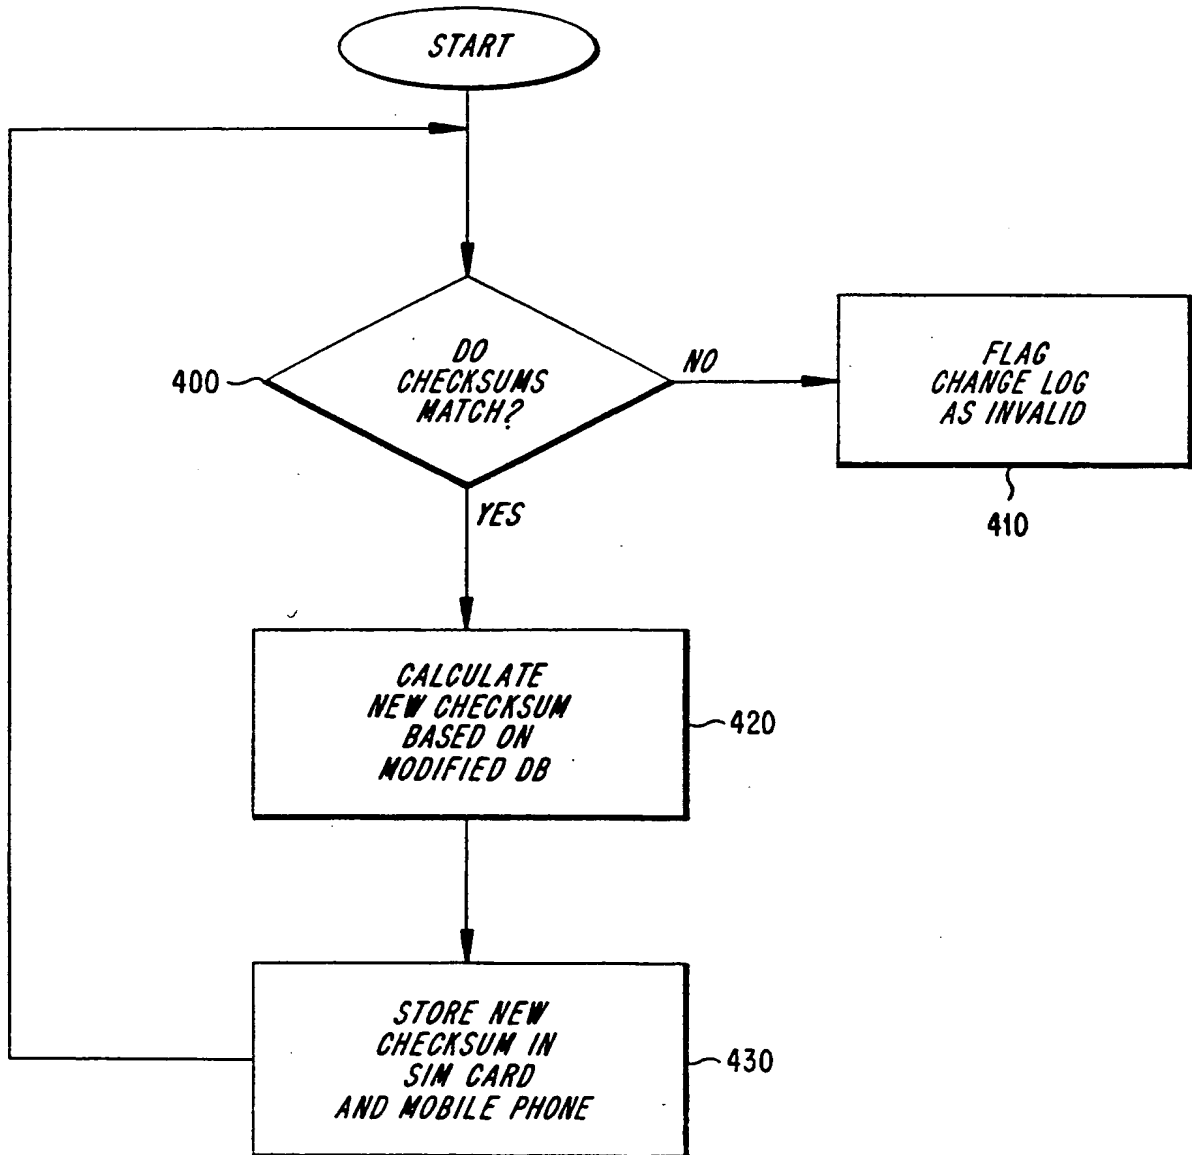 START
DO
CHECKSUMS
MATCH?
400
NO
FLAG
CHANGE LOG
AS INVALID
410
YES
CALCULATE
NEW CHECKSUM
BASED ON
MODIFIED DB
420
STORE NEW
CHECKSUM IN
SIM CARD
AND MOBILE PHONE
430